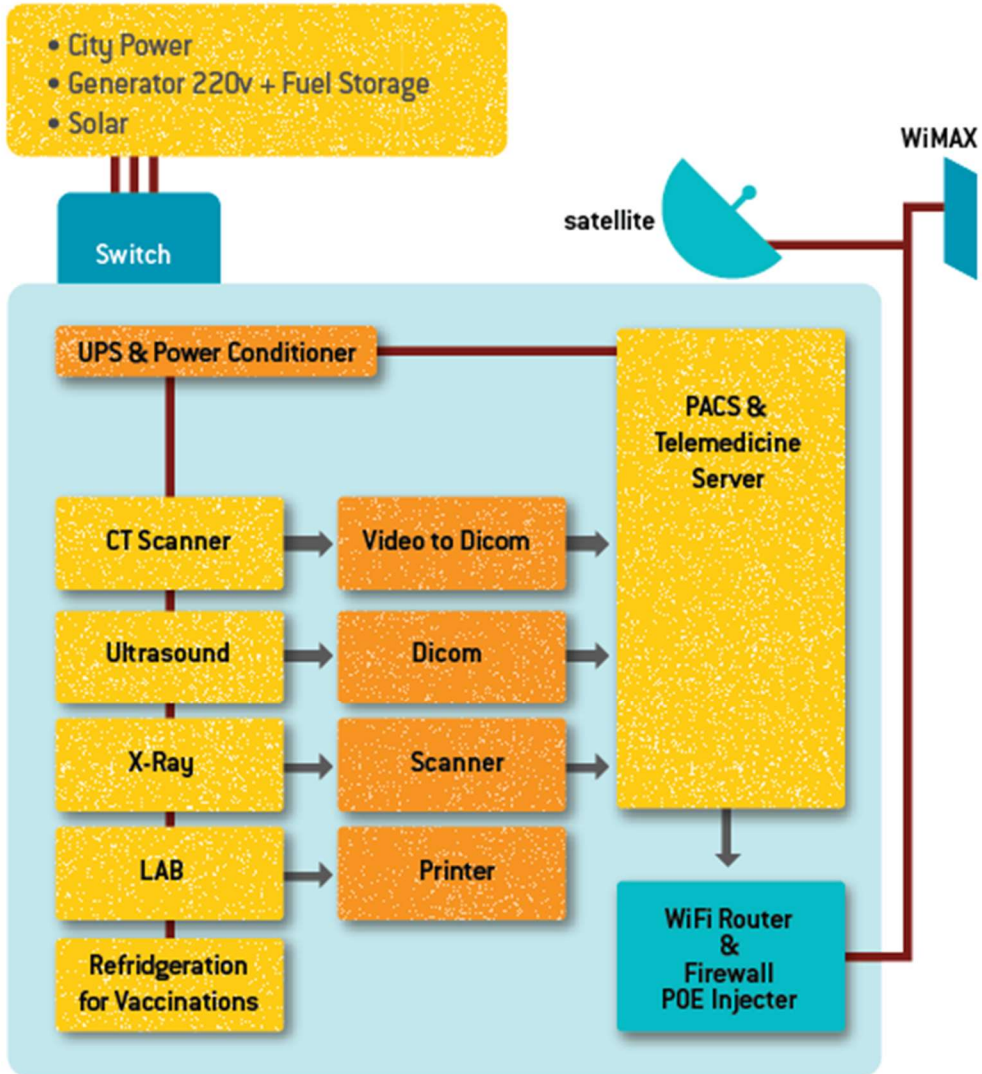 • City Power
• Generator 220v + Fuel Storage
• Solar
WiMAX
satellite
Switch
UPS & Power Conditioner
PACS &
Telemedicine
Server
CT Scanner
Video to Dicom
Ultrasound
Dicom
X-Ray
Scanner
LAB
Printer
WiFi Router
&
Firewall
POE Injecter
Refridgeration
for Vaccinations